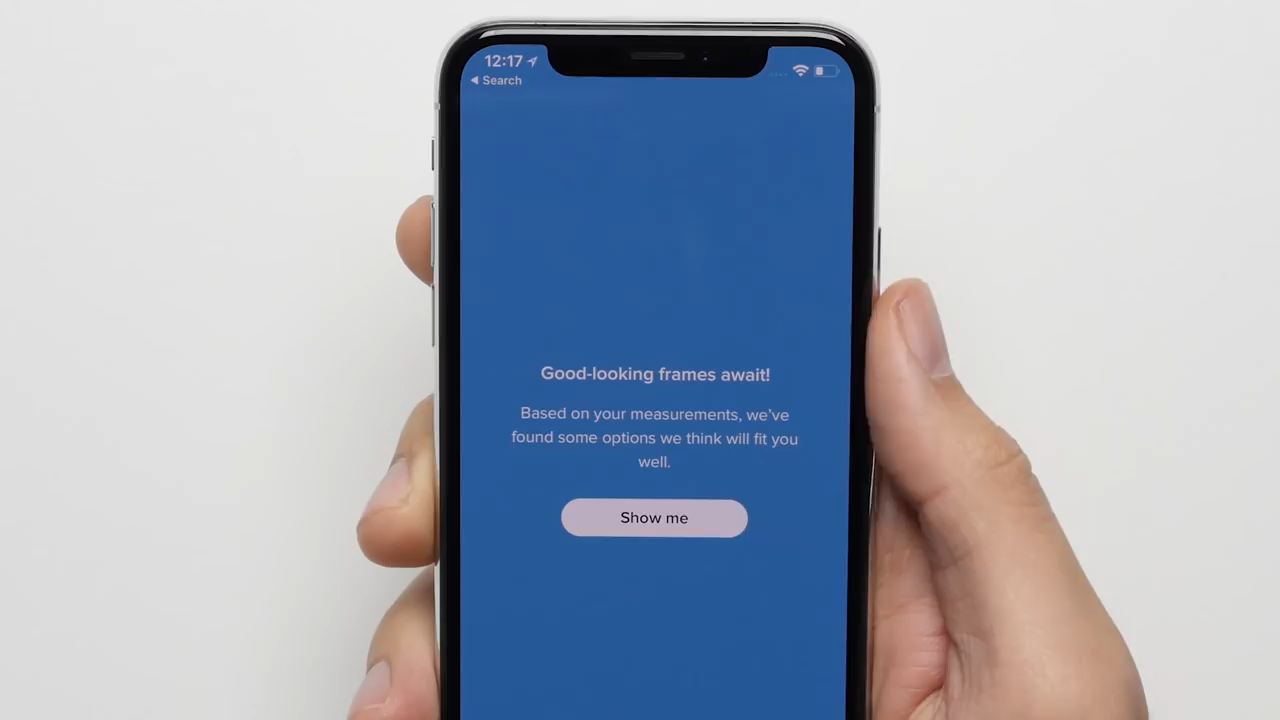 12:17
Search
Good-looking frames await!
Based on your measurements, we've
found some options we think will fit you
well.
Show me